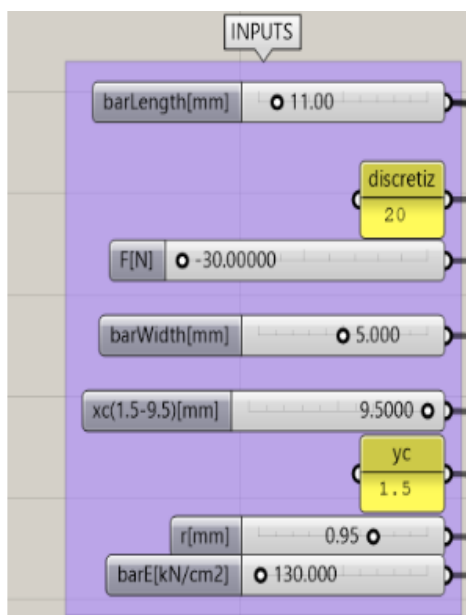 INPUTS
barLength[mm] 11.00
discretiz
20
F[N] -30.00000
barWidth[mm] 5.000
xc(1.5-9.5)[mm] 9.5000
yc
1.5
r[mm] 0.95
barE[kN/cm2] 130.000